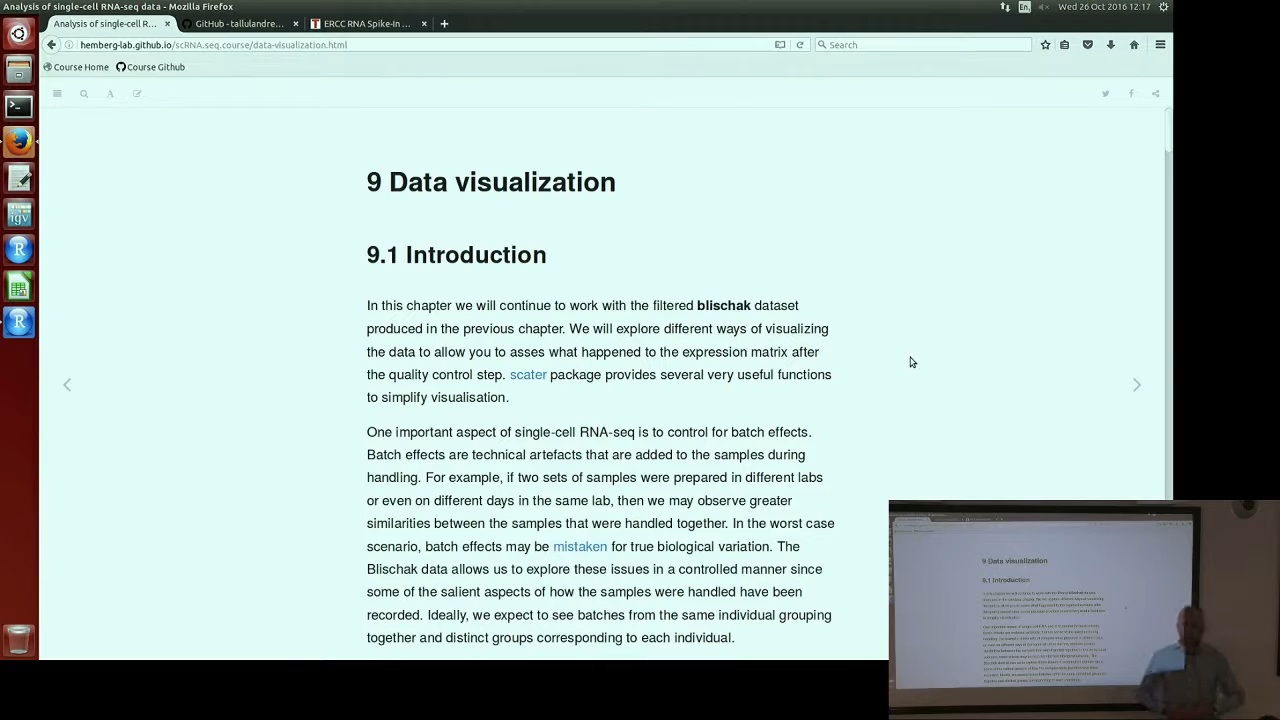 Analysis of single-cell RNA-seq data - Mozilla Firefox
En
Wed 26 Oct 2016 12:17
Analysis of single-cell R... ×
GitHub - tallulandre... ×
ERCC RNA Spike-In ... ×
hemberg-lab.github.io/scRNA.seq.course/data-visualization.html
Search
Course Home
Course Github
A
9 Data visualization
9.1 Introduction
In this chapter we will continue to work with the filtered blischak dataset
produced in the previous chapter. We will explore different ways of visualizing
the data to allow you to asses what happened to the expression matrix after
the quality control step. scater package provides several very useful functions
to simplify visualisation.
One important aspect of single-cell RNA-seq is to control for batch effects.
Batch effects are technical artefacts that are added to the samples during
handling. For example, if two sets of samples were prepared in different labs
or even on different days in the same lab, then we may observe greater
similarities between the samples that were handled together. In the worst case
scenario, batch effects may be mistaken for true biological variation. The
Blischak data allows us to explore these issues in a controlled manner since
some of the salient aspects of how the samples were handled have been
recorded. Ideally, we expect to see batches from the same individual grouping
together and distinct groups corresponding to each individual.
igv
R
R
9 Data visualization
9.1 Introduction